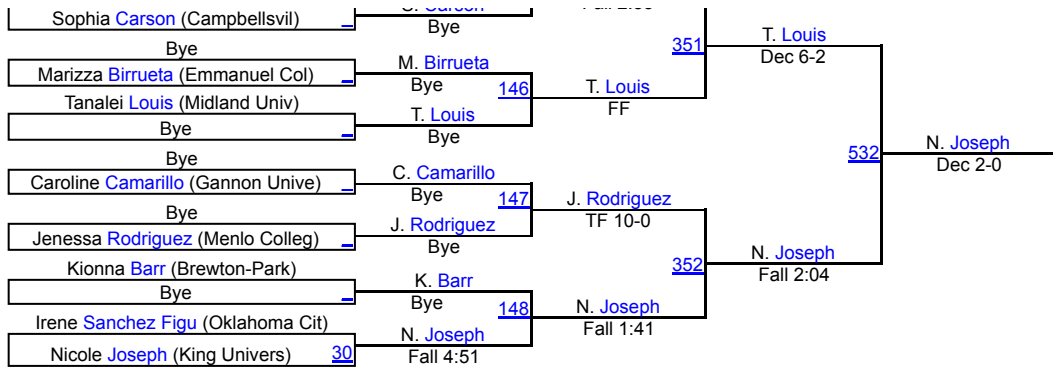 Sophia Carson (Campbellsvil)
Carson
Bye
Fall
Bye
Marizza Birrueta (Emmanuel Col)
M. Birrueta
Bye
146
351
T. Louis
Dec 6-2
Tanalei Louis (Midland Univ)
Bye
T. Louis
Bye
T. Louis
FF
Bye
Caroline Camarillo (Gannon Unive)
C. Camarillo
Bye
147
532
N. Joseph
Dec 2-0
Bye
Jenessa Rodriguez (Menlo Colleg)
J. Rodriguez
Bye
J. Rodriguez
TF 10-0
Kionna Barr (Brewton-Park)
Bye
K. Barr
Bye
148
352
N. Joseph
Fall 2:04
Irene Sanchez Figu (Oklahoma Cit)
Nicole Joseph (King Univers) 30
N. Joseph
Fall 4:51
N. Joseph
Fall 1:41